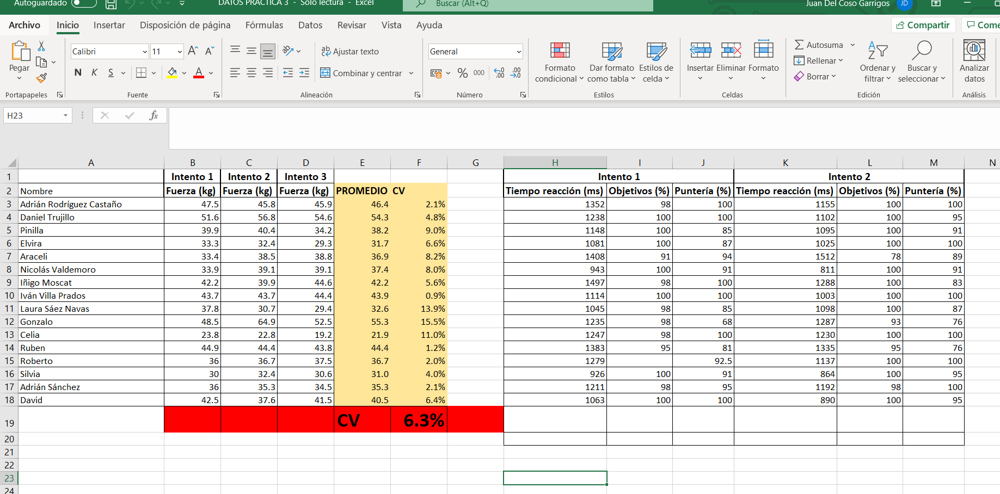 Autoguardado DATOS PRACTICA 3 - Solo lectura - Excel Buscar (Alt+Q) Juan Del Coso Garrigos JD
Archivo Inicio Insertar Disposición de página Fórmulas Datos Revisar Vista Ayuda Compartir Come
Pegar
Portapapeles
Calibri 11
N K S
Fuente
Ajustar texto
Combinar y centrar
Alineación
General
% 000
Número
Formato condicional
Dar formato como tabla
Estilos de celda
Estilos
Insertar Eliminar Formato
Celdas
Autosuma
Rellenar
Borrar
Ordenar y filtrar
Buscar y seleccionar
Edición
Analizar datos
Análisis
H23 fx
A B C D E F G H I J K L M N
1 Intento 1 Intento 2 Intento 3 Intento 1 Intento 2
2 Nombre Fuerza (kg) Fuerza (kg) Fuerza (kg) PROMEDIO CV Tiempo reacción (ms) Objetivos (%) Puntería (%) Tiempo reacción (ms) Objetivos (%) Puntería (%)
3 Adrián Rodríguez Castaño 47.5 45.8 45.9 46.4 2.1% 1352 98 100 1155 100 100
4 Daniel Trujillo 51.6 56.8 54.6 54.3 4.8% 1238 100 100 1102 100 95
5 Pinilla 39.9 40.4 34.2 38.2 9.0% 1148 100 85 1095 100 91
6 Elvira 33.3 32.4 29.3 31.7 6.6% 1081 100 87 1025 100 100
7 Araceli 33.4 38.5 38.8 36.9 8.2% 1408 91 94 1512 78 89
8 Nicolás Valdemoro 33.9 39.1 39.1 37.4 8.0% 943 100 91 811 100 91
9 Iñigo Moscat 42.2 39.9 44.6 42.2 5.6% 1497 98 100 1288 100 83
10 Iván Villa Prados 43.7 43.7 44.4 43.9 0.9% 1114 100 100 1003 100 100
11 Laura Sáez Navas 37.8 30.7 29.4 32.6 13.9% 1045 98 85 1098 100 87
12 Gonzalo 48.5 64.9 52.5 55.3 15.5% 1235 98 68 1287 93 76
13 Celia 23.8 22.8 19.2 21.9 11.0% 1247 98 100 1230 100 100
14 Ruben 44.9 44.4 43.8 44.4 1.2% 1383 95 81 1335 95 76
15 Roberto 36 36.7 37.5 36.7 2.0% 1279 92.5 1137 100 100
16 Silvia 30 32.4 30.6 31.0 4.0% 926 100 91 864 100 95
17 Adrián Sánchez 36 35.3 34.5 35.3 2.1% 1211 98 95 1192 98 100
18 David 42.5 37.6 41.5 40.5 6.4% 1063 100 100 890 100 95
19 CV 6.3%
20
21
22
23
24